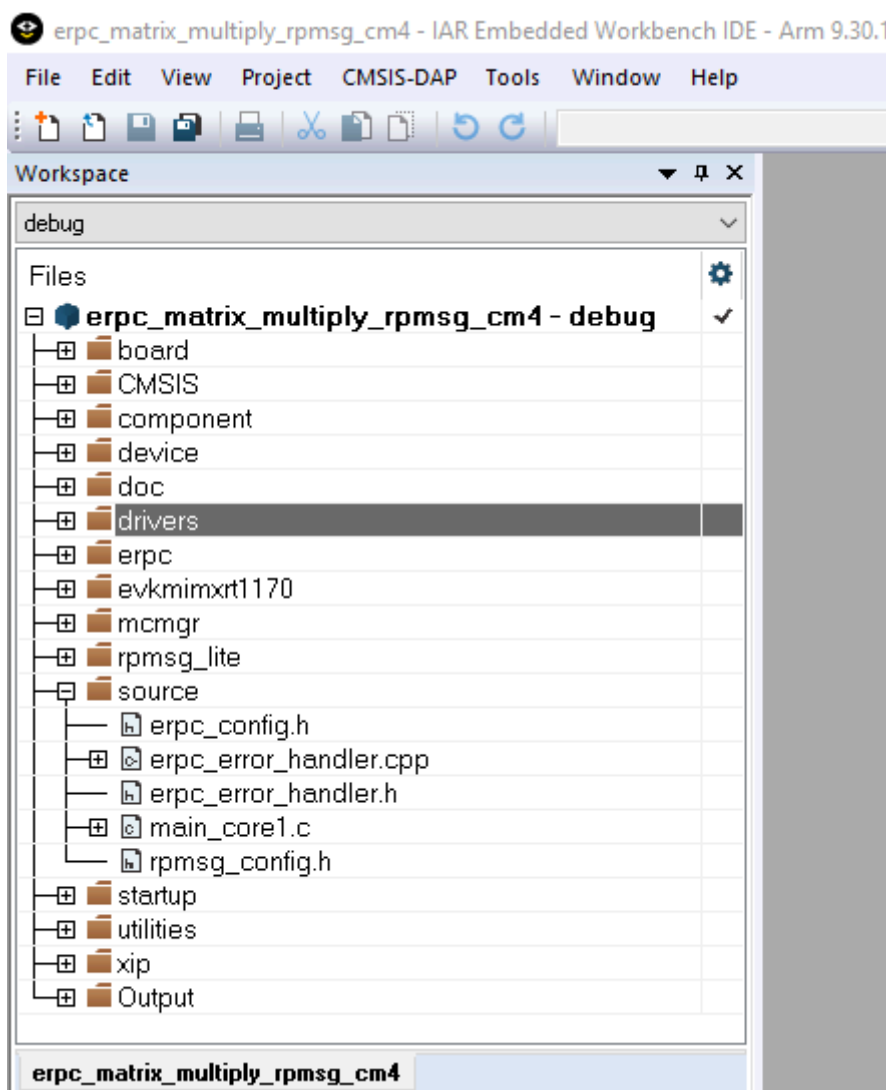 erpc_matrix_multiply_rpmsg_cm4 - IAR Embedded Workbench IDE - Arm 9.30.1
File Edit View Project CMSIS-DAP Tools Window Help
Workspace
debug
Files
erpc_matrix_multiply_rpmsg_cm4 - debug
board
CMSIS
component
device
doc
drivers
erpc
evkmimxrt1170
mcmgr
rpmsg_lite
source
erpc_config.h
erpc_error_handler.cpp
erpc_error_handler.h
main_core1.c
rpmsg_config.h
startup
utilities
xip
Output
erpc_matrix_multiply_rpmsg_cm4